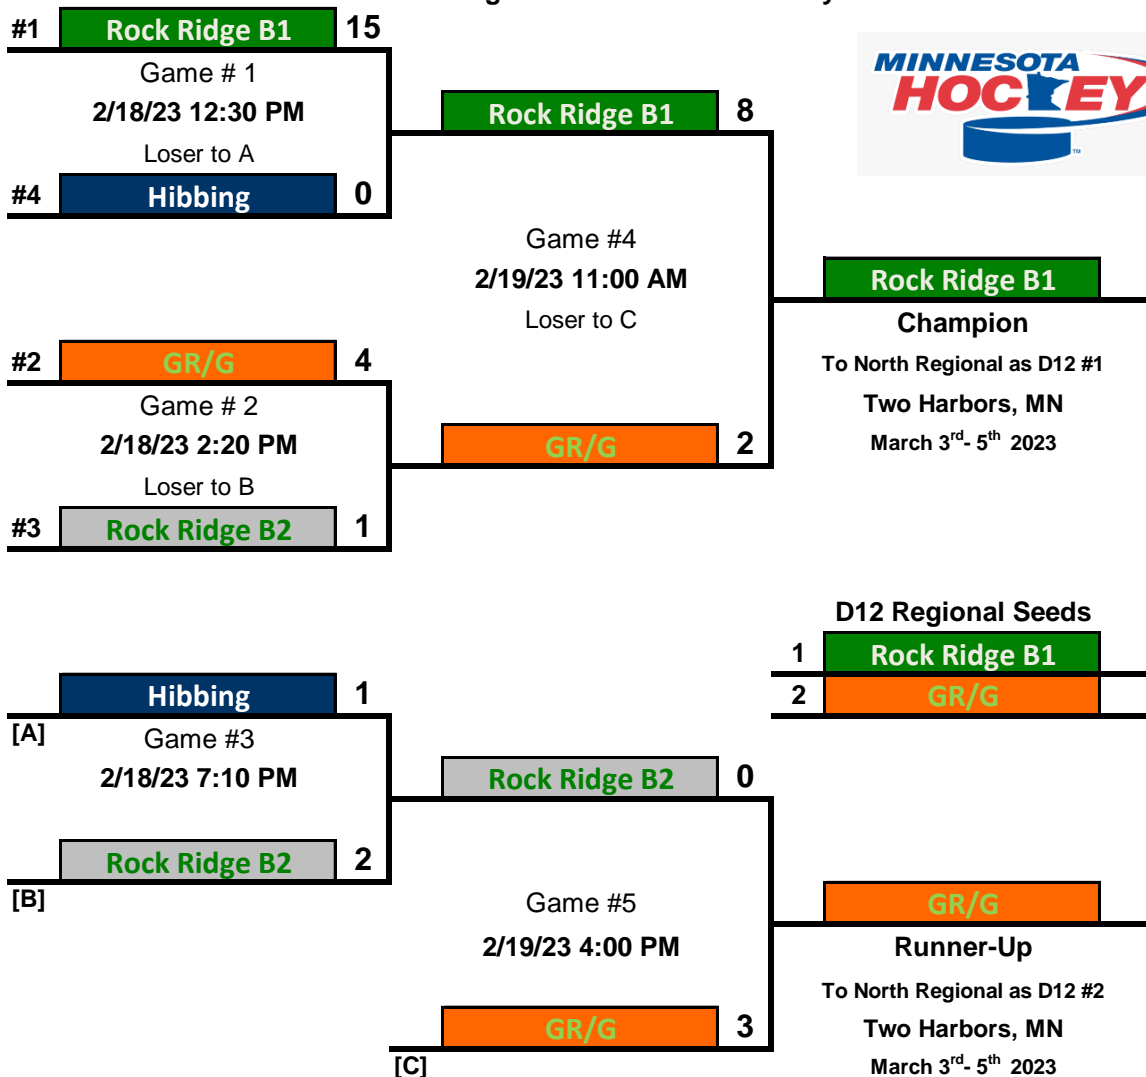 #1 Rock Ridge B1 15
Game # 1
2/18/23 12:30 PM
Loser to A
#4 Hibbing 0
Rock Ridge B1 8
MINNESOTA
HOCKEY
TM
Game #4
2/19/23 11:00 AM
Loser to C
Rock Ridge B1
Champion
To North Regional as D12 #1
Two Harbors, MN
March 3rd- 5th 2023
#2 GR/G 4
Game # 2
2/18/23 2:20 PM
Loser to B
#3 Rock Ridge B2 1
GR/G 2
D12 Regional Seeds
1 Rock Ridge B1
2 GR/G
Hibbing 1
[A]
Game #3
2/18/23 7:10 PM
Rock Ridge B2 2
[B]
Rock Ridge B2 0
Game #5
2/19/23 4:00 PM
GR/G 3
[C]
GR/G
Runner-Up
To North Regional as D12 #2
Two Harbors, MN
March 3rd- 5th 2023